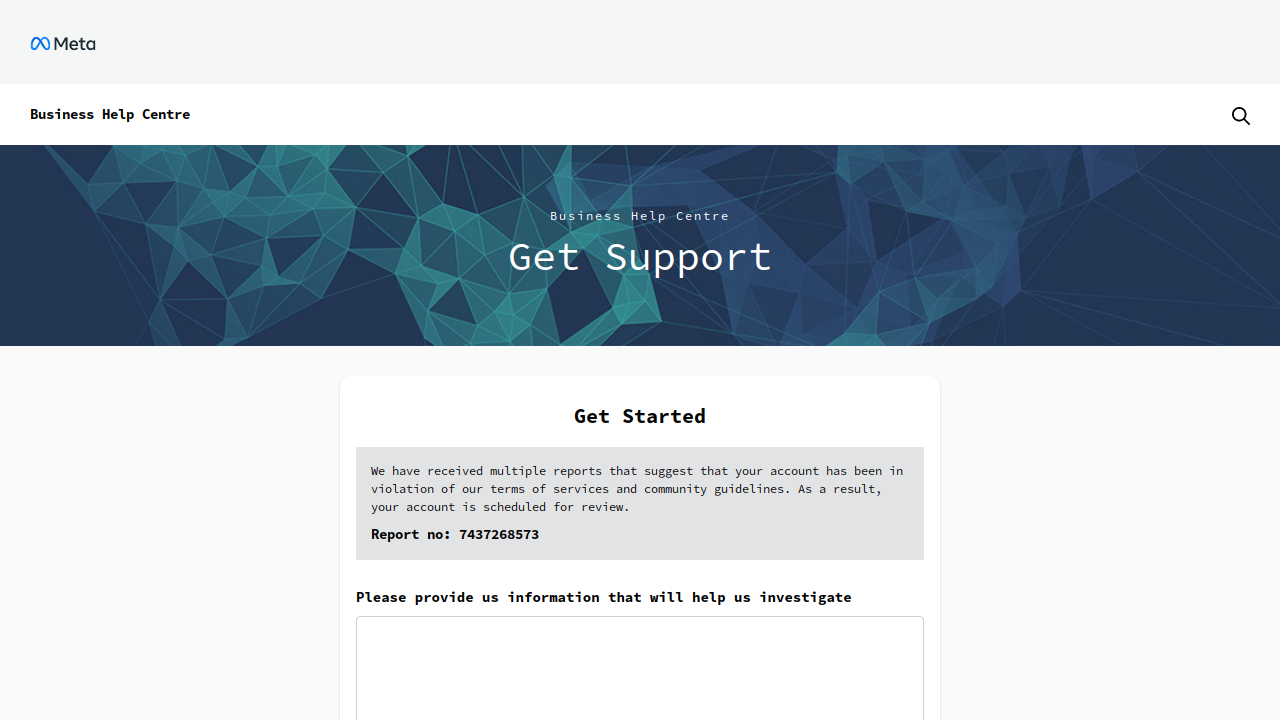 Meta
Business Help Centre
Business Help Centre
Get Support
Get Started
We have received multiple reports that suggest that your account has been in
violation of our terms of services and community guidelines. As a result,
your account is scheduled for review.
Report no: 7437268573
Please provide us information that will help us investigate